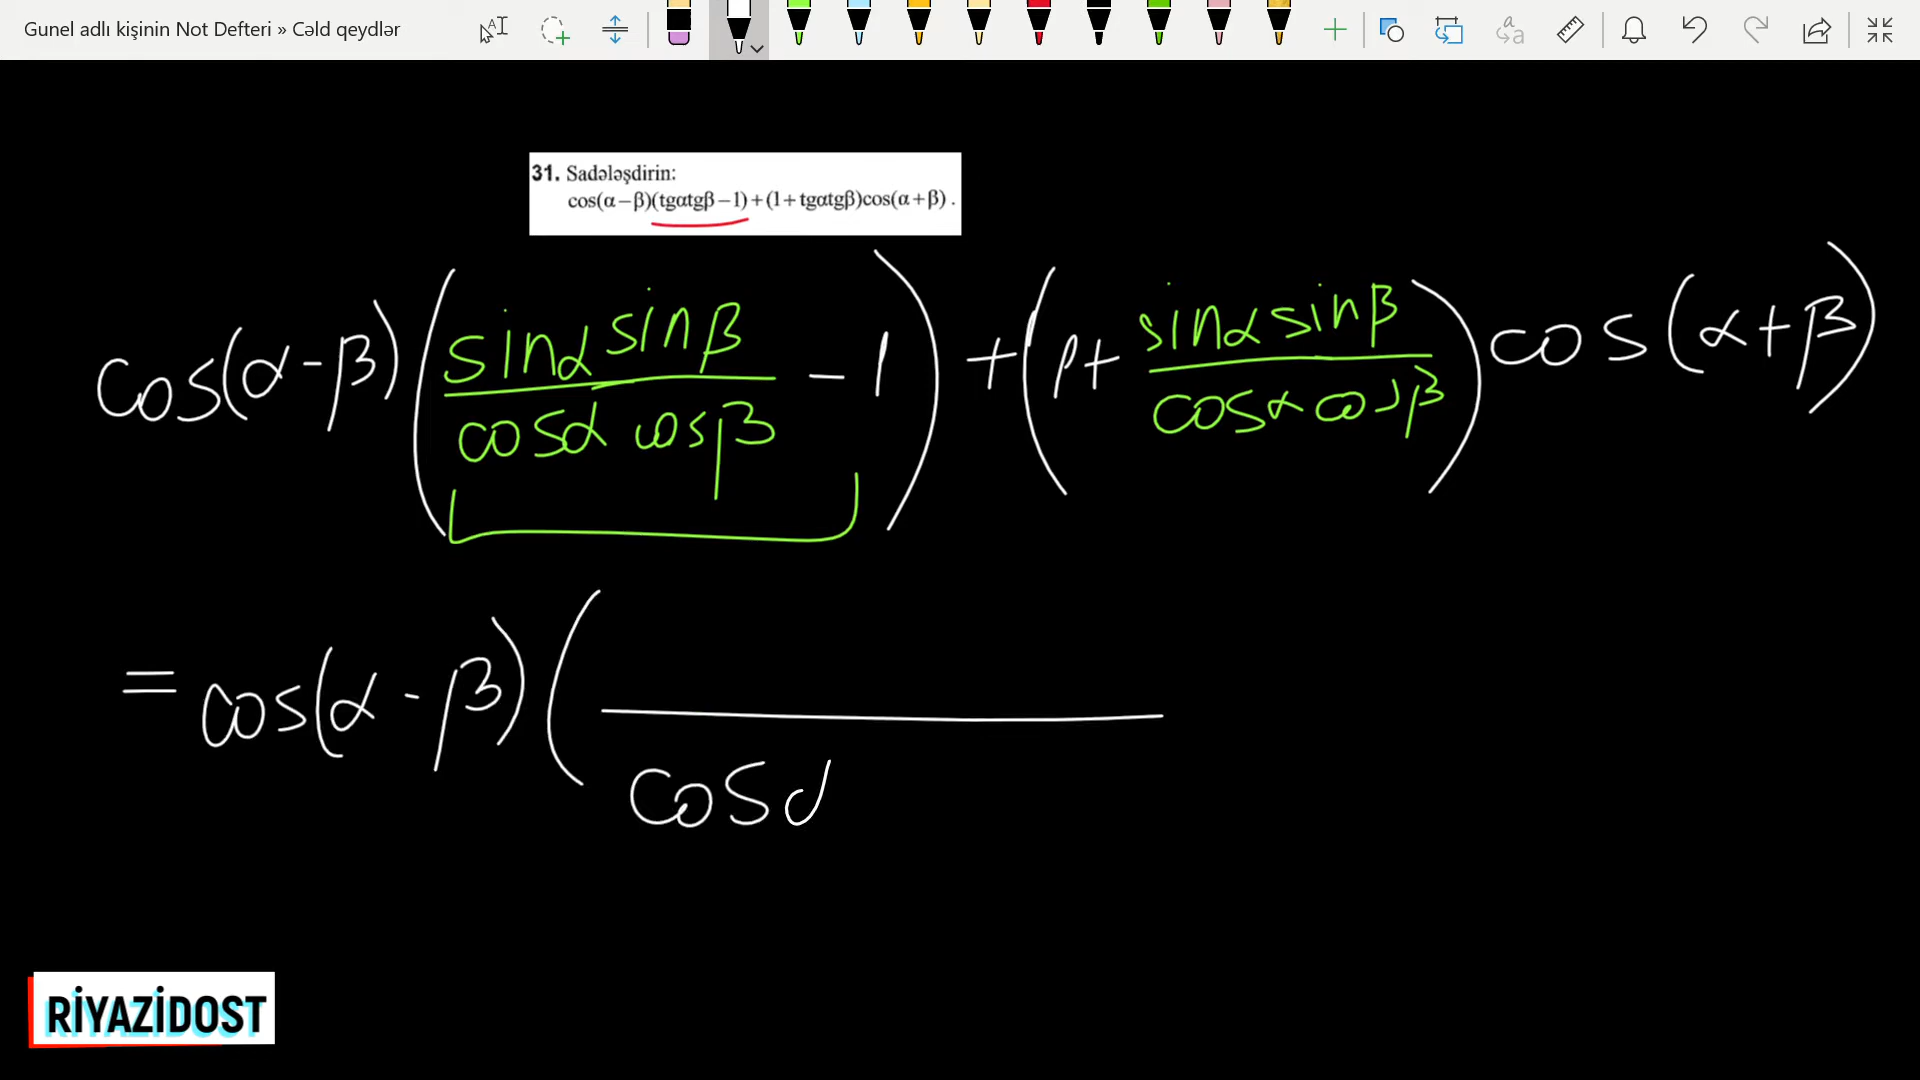 Gunel adlı kişinin Not Defteri » Cəld qeydlər
31. Sadələşdirin:
cos(α−β)(tgαtgβ−1)+(1+tgαtgβ)cos(α+β).
cos(α-β)(sinα sinβ / cosα cosβ - 1) + (1+ sinα sinβ / cosα cosβ) cos(α+β)
= cos(α-β)( / cosα
RİYAZİDOST